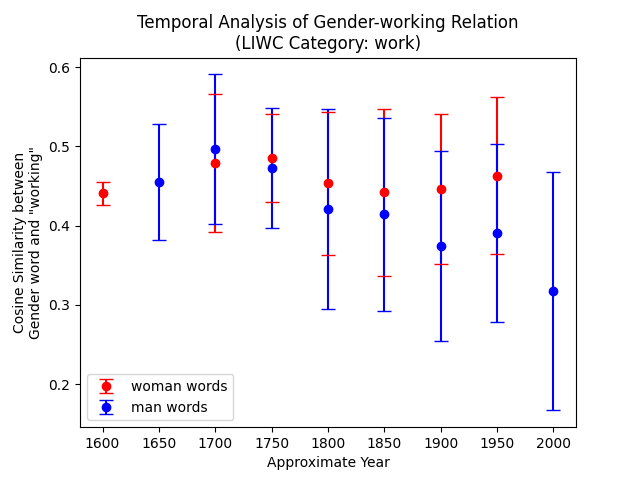 Temporal Analysis of Gender-working Relation
(LIWC Category: work)
0.6
0.5
0.4
0.3
0.2
Cosine Similarity between
Gender word and "working"
woman words
man words
1600 1650 1700 1750 1800 1850 1900 1950 2000
Approximate Year